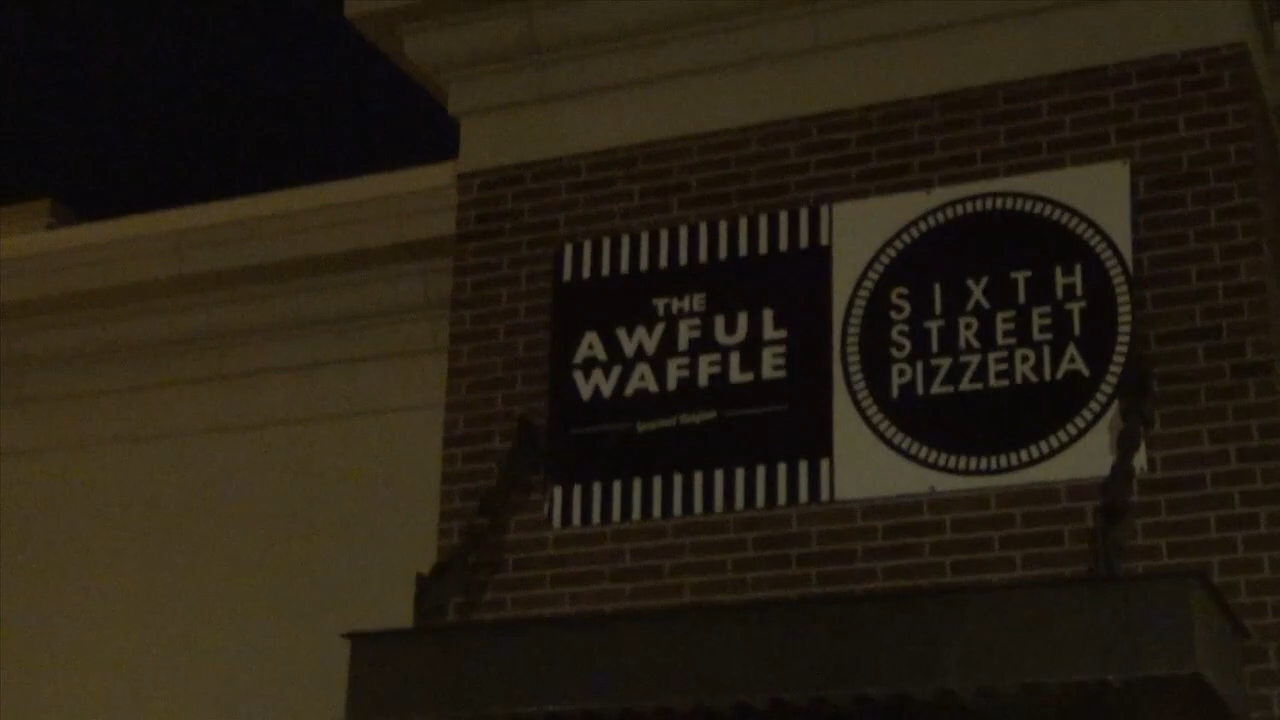 THE
AWFUL
WAFFLE
SIXTH
STREET
PIZZERIA